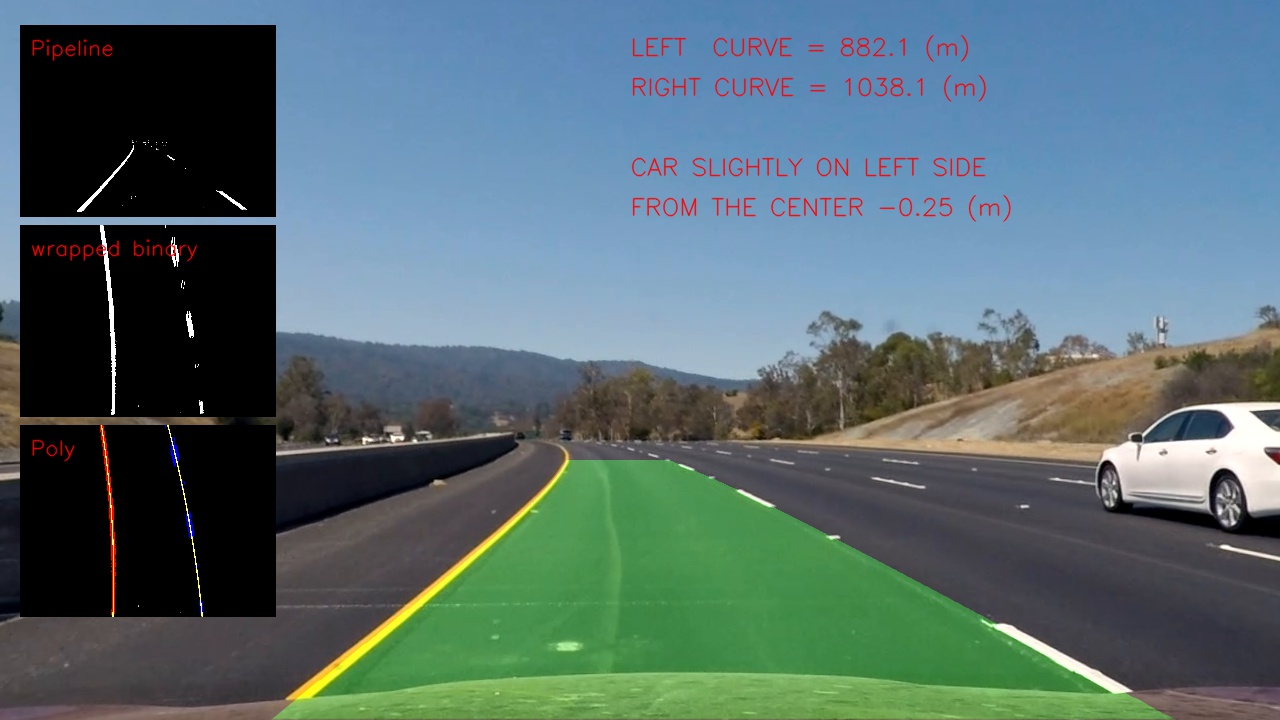 Pipeline
wrapped binary
Poly
LEFT CURVE = 882.1 (m)
RIGHT CURVE = 1038.1 (m)
CAR SLIGHTLY ON LEFT SIDE
FROM THE CENTER -0.25 (m)